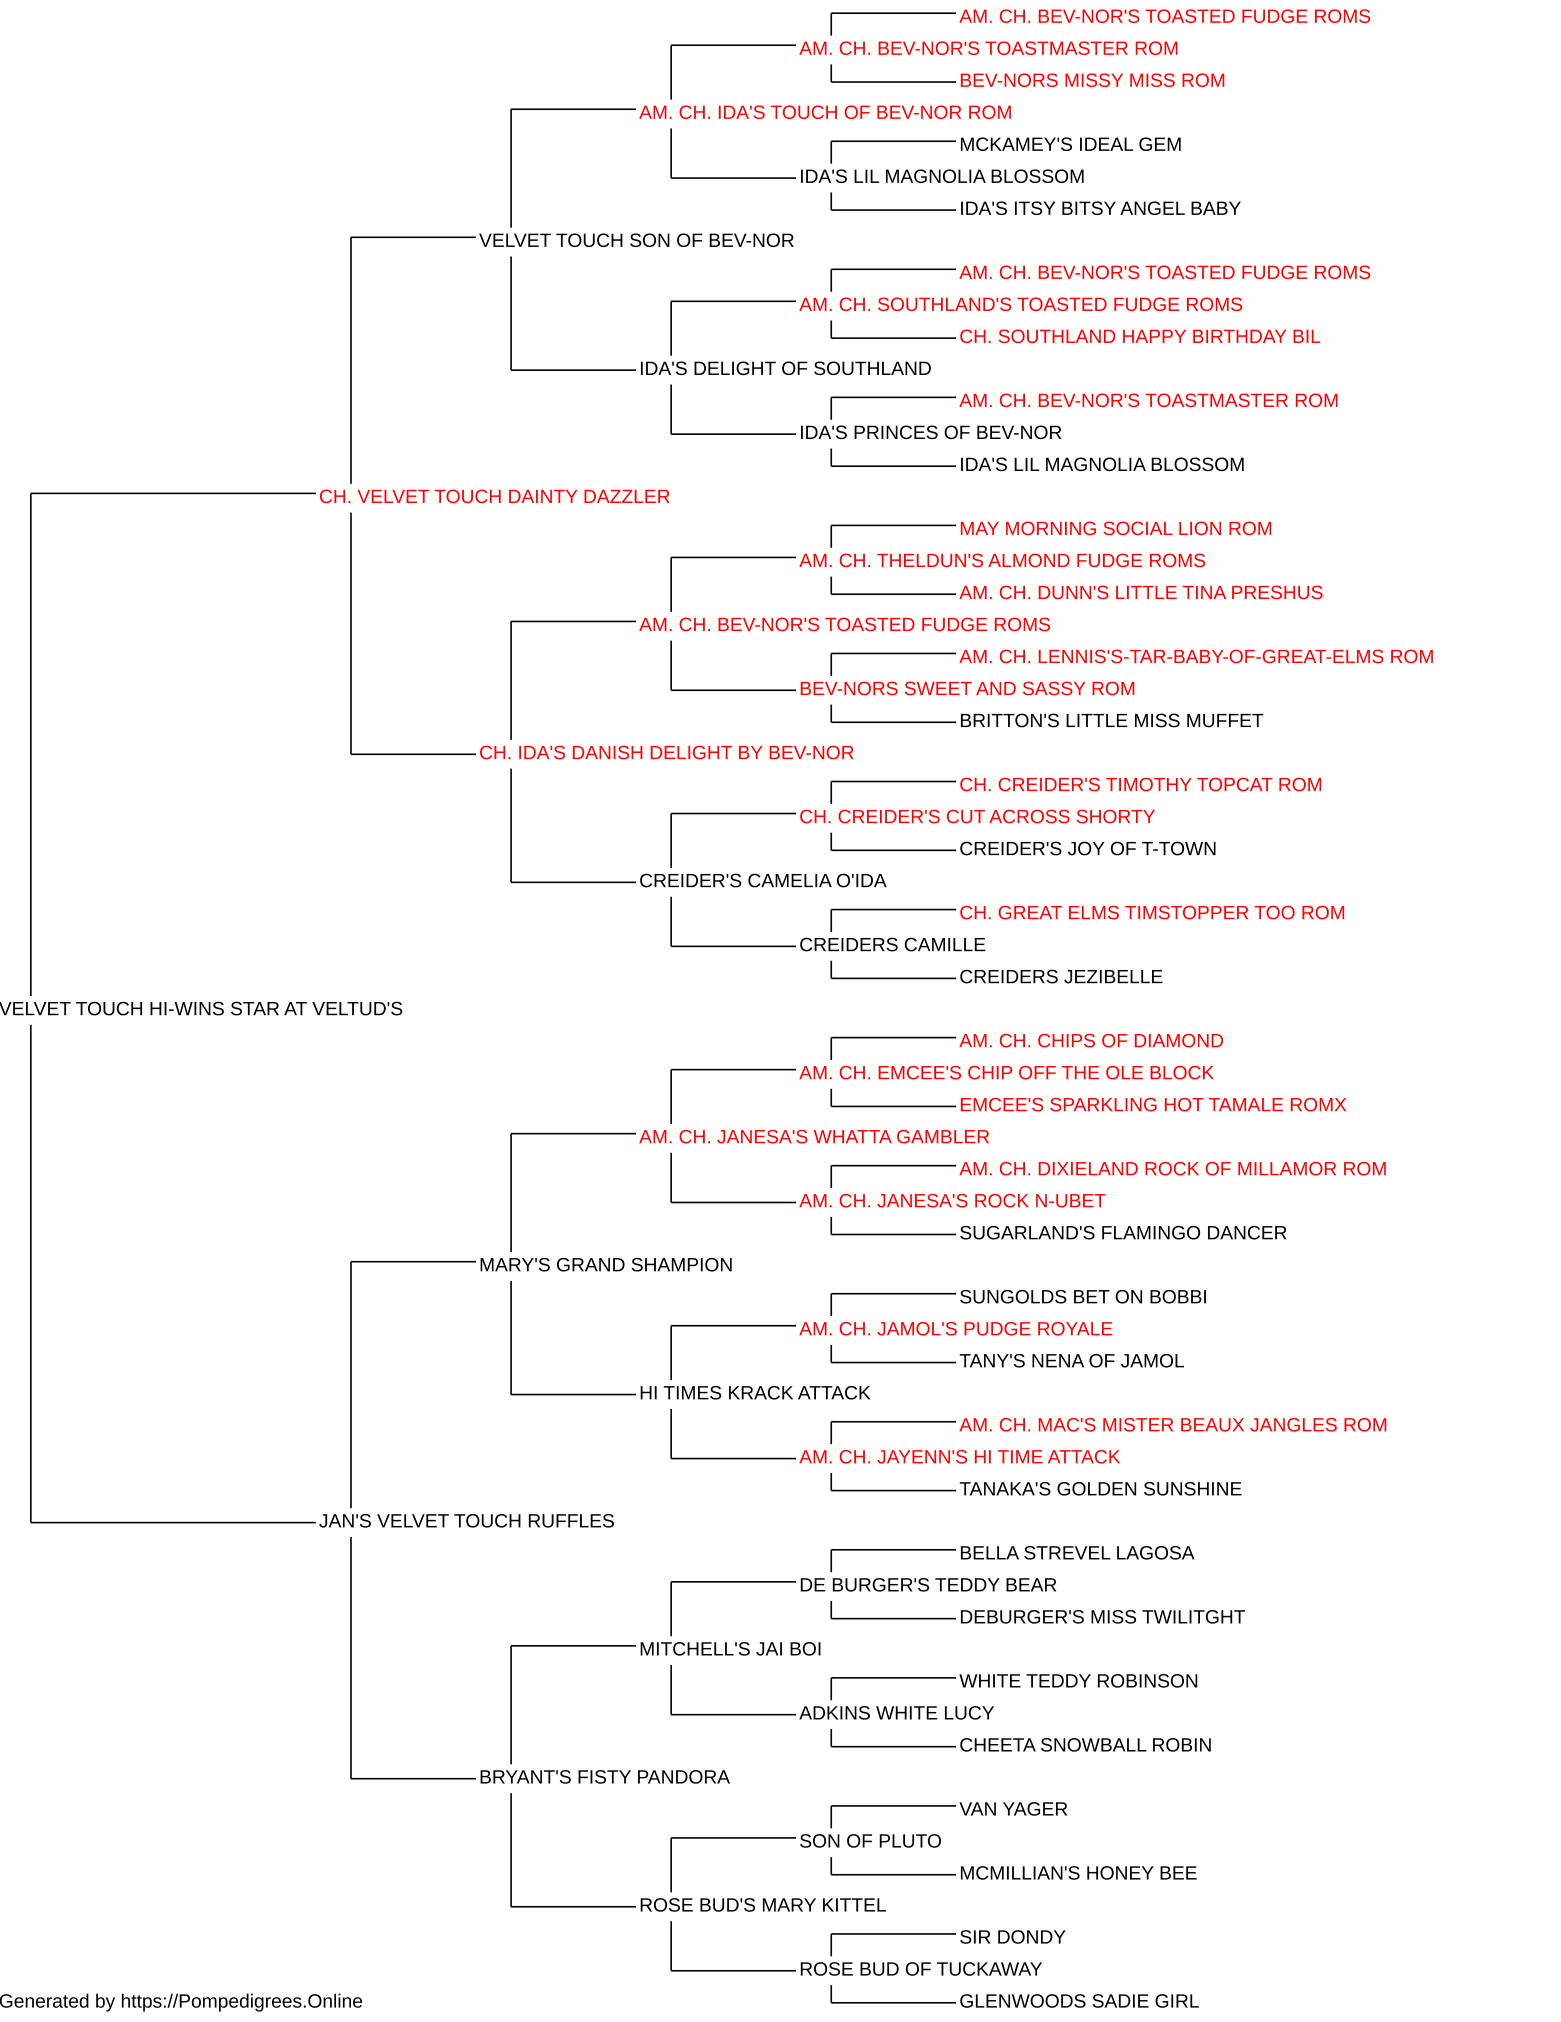 AM. CH. BEV-NOR'S TOASTED FUDGE ROMS
AM. CH. BEV-NOR'S TOASTMASTER ROM
BEV-NORS MISSY MISS ROM
AM. CH. IDA'S TOUCH OF BEV-NOR ROM
MCKAMEY'S IDEAL GEM
IDA'S LIL MAGNOLIA BLOSSOM
IDA'S ITSY BITSY ANGEL BABY
VELVET TOUCH SON OF BEV-NOR
AM. CH. BEV-NOR'S TOASTED FUDGE ROMS
AM. CH. SOUTHLAND'S TOASTED FUDGE ROMS
CH. SOUTHLAND HAPPY BIRTHDAY BIL
IDA'S DELIGHT OF SOUTHLAND
AM. CH. BEV-NOR'S TOASTMASTER ROM
IDA'S PRINCES OF BEV-NOR
IDA'S LIL MAGNOLIA BLOSSOM
CH. VELVET TOUCH DAINTY DAZZLER
MAY MORNING SOCIAL LION ROM
AM. CH. THELDUN'S ALMOND FUDGE ROMS
AM. CH. DUNN'S LITTLE TINA PRESHUS
AM. CH. BEV-NOR'S TOASTED FUDGE ROMS
AM. CH. LENNIS'S-TAR-BABY-OF-GREAT-ELMS ROM
BEV-NORS SWEET AND SASSY ROM
BRITTON'S LITTLE MISS MUFFET
CH. IDA'S DANISH DELIGHT BY BEV-NOR
CH. CREIDER'S TIMOTHY TOPCAT ROM
CH. CREIDER'S CUT ACROSS SHORTY
CREIDER'S JOY OF T-TOWN
CREIDER'S CAMELIA O'IDA
CH. GREAT ELMS TIMSTOPPER TOO ROM
CREIDERS CAMILLE
CREIDERS JEZIBELLE
VELVET TOUCH HI-WINS STAR AT VELTUD'S
AM. CH. CHIPS OF DIAMOND
AM. CH. EMCEE'S CHIP OFF THE OLE BLOCK
EMCEE'S SPARKLING HOT TAMALE ROMX
AM. CH. JANESA'S WHATTA GAMBLER
AM. CH. DIXIELAND ROCK OF MILLAMOR ROM
AM. CH. JANESA'S ROCK N-UBET
SUGARLAND'S FLAMINGO DANCER
MARY'S GRAND SHAMPION
SUNGOLDS BET ON BOBBI
AM. CH. JAMOL'S PUDGE ROYALE
TANY'S NENA OF JAMOL
HI TIMES KRACK ATTACK
AM. CH. MAC'S MISTER BEAUX JANGLES ROM
AM. CH. JAYENN'S HI TIME ATTACK
TANAKA'S GOLDEN SUNSHINE
JAN'S VELVET TOUCH RUFFLES
BELLA STREVEL LAGOSA
DE BURGER'S TEDDY BEAR
DEBURGER'S MISS TWILITGHT
MITCHELL'S JAI BOI
WHITE TEDDY ROBINSON
ADKINS WHITE LUCY
CHEETA SNOWBALL ROBIN
BRYANT'S FISTY PANDORA
VAN YAGER
SON OF PLUTO
MCMILLIAN'S HONEY BEE
ROSE BUD'S MARY KITTEL
SIR DONDY
ROSE BUD OF TUCKAWAY
GLENWOODS SADIE GIRL
Generated by https://Pompedigrees.Online